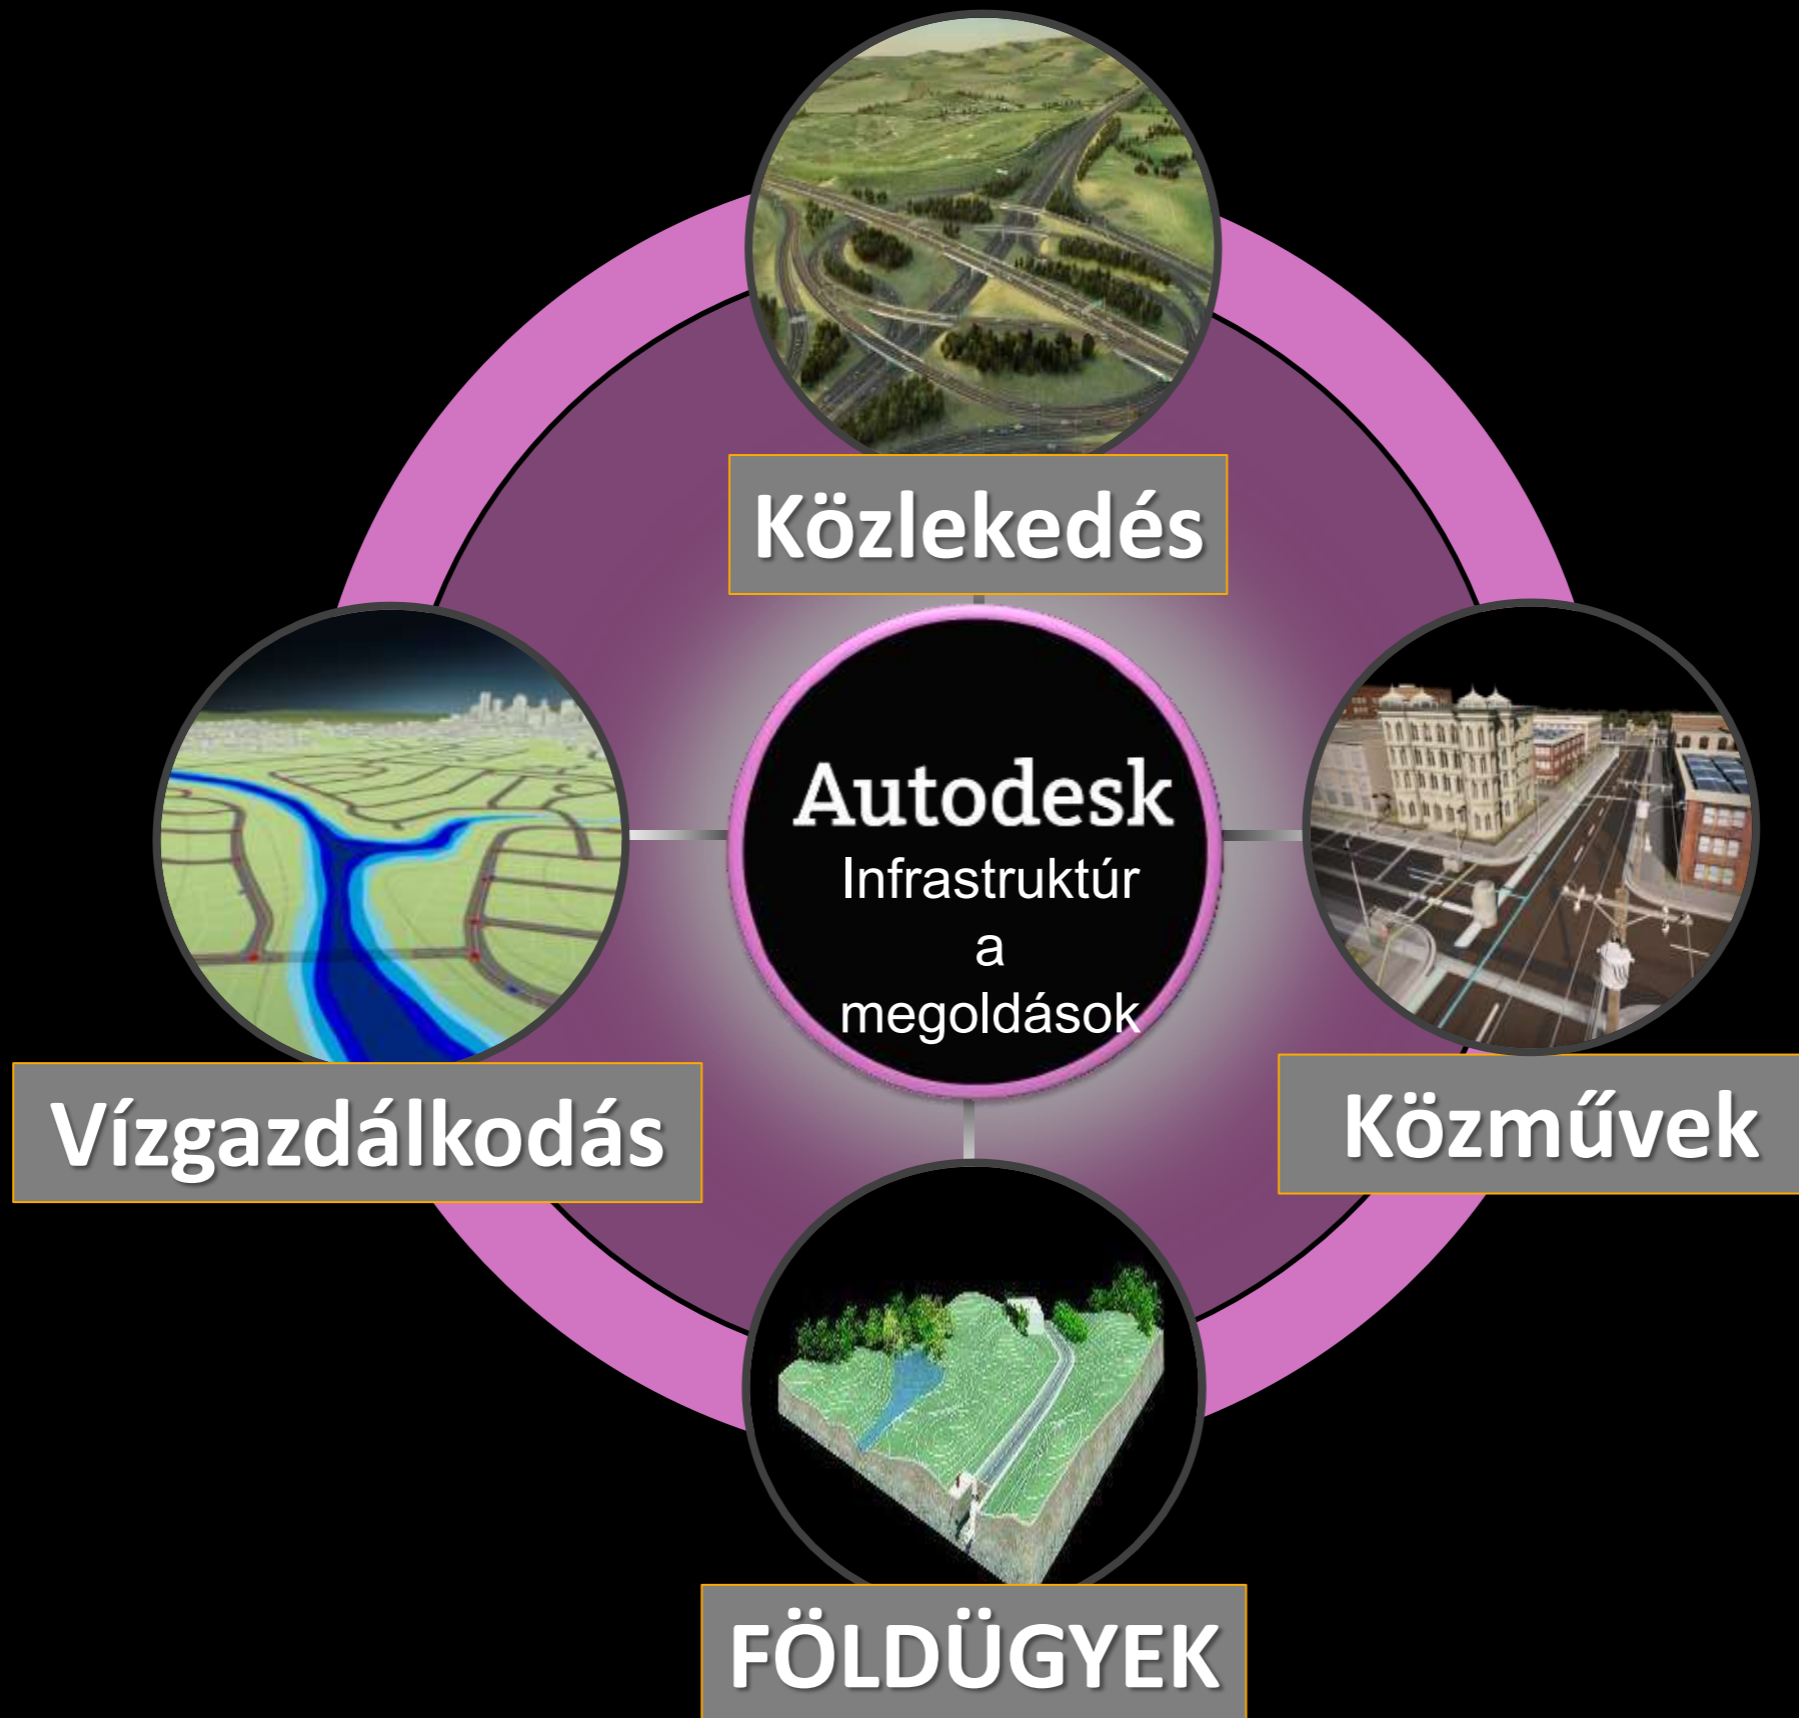 Közlekedés
Autodesk
Infrastruktúr
a
megoldások
Vízgazdálkodás
Közművek
FÖLDÜGYEK